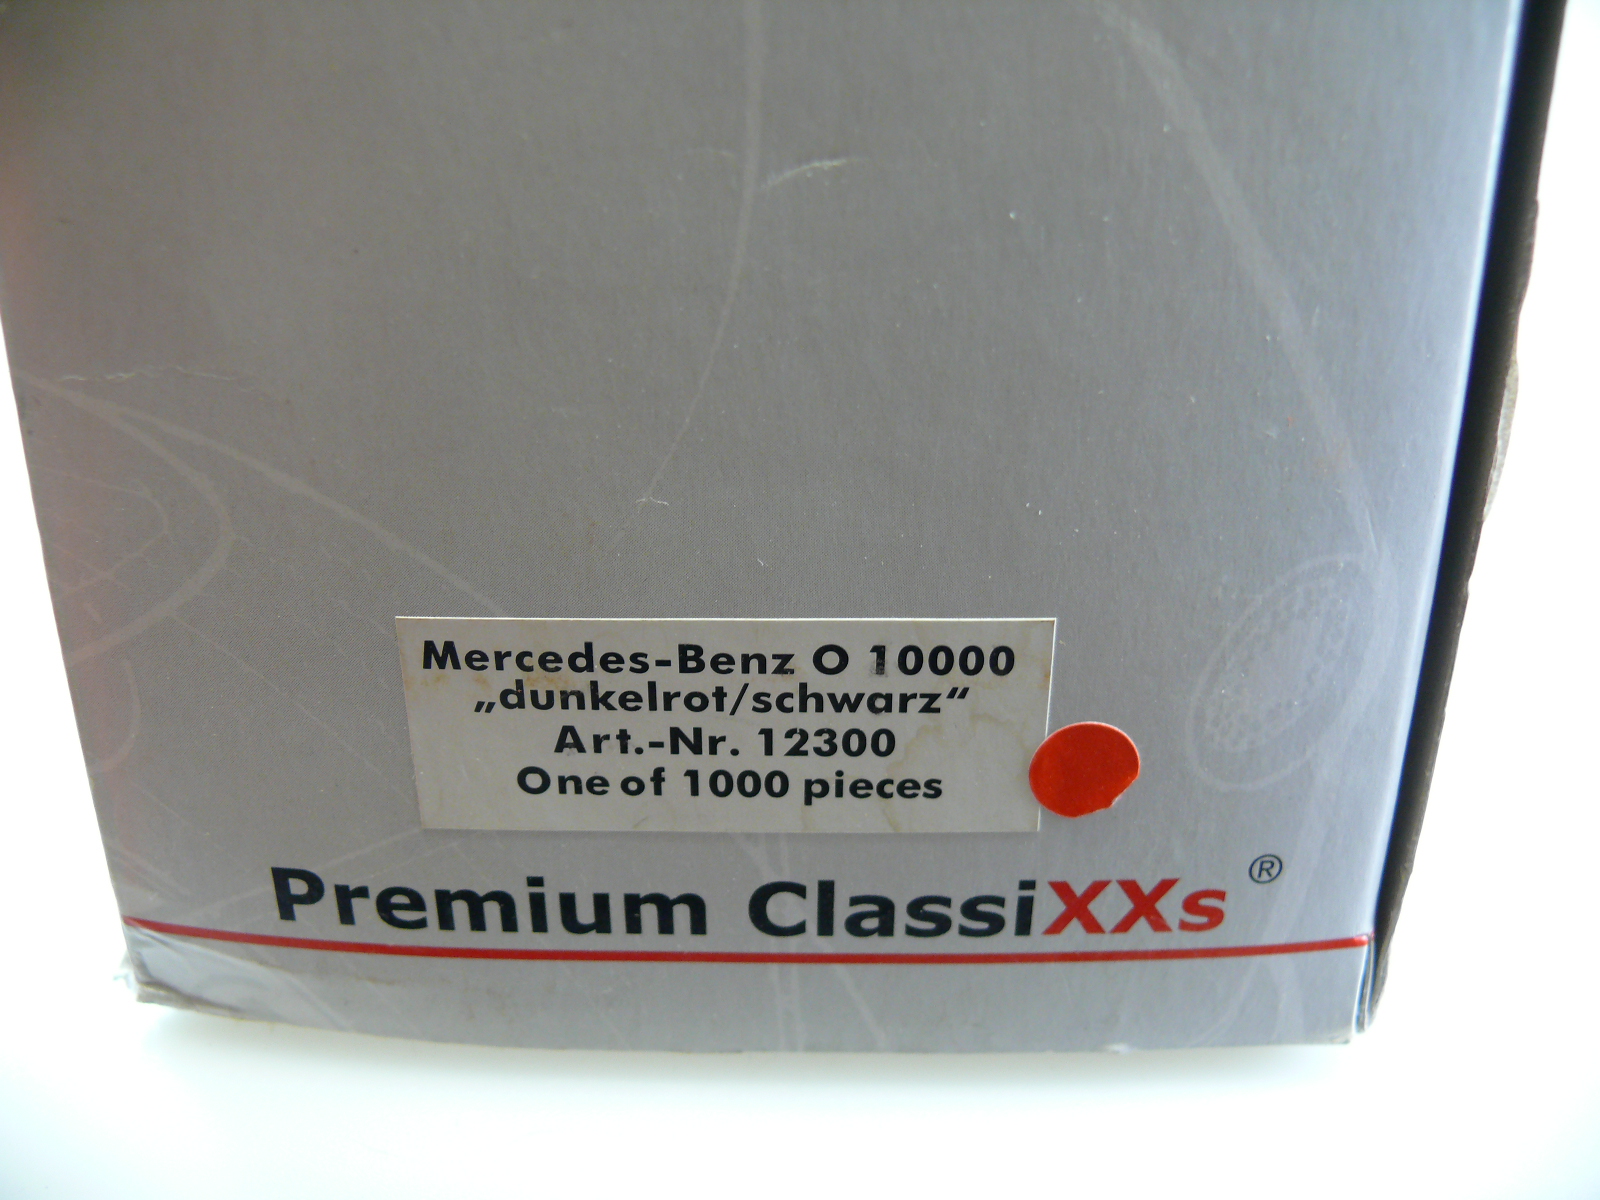 Mercedes-Benz O 10000
„dunkelrot/schwarz“
Art.-Nr. 12300
One of 1000 pieces
Premium ClassiXXs ®